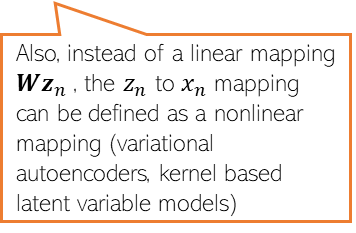 Also, instead of a linear mapping
𝑾𝒛ₙ , the 𝑧ₙ to 𝒙ₙ mapping
can be defined as a nonlinear
mapping (variational
autoencoders, kernel based
latent variable models)